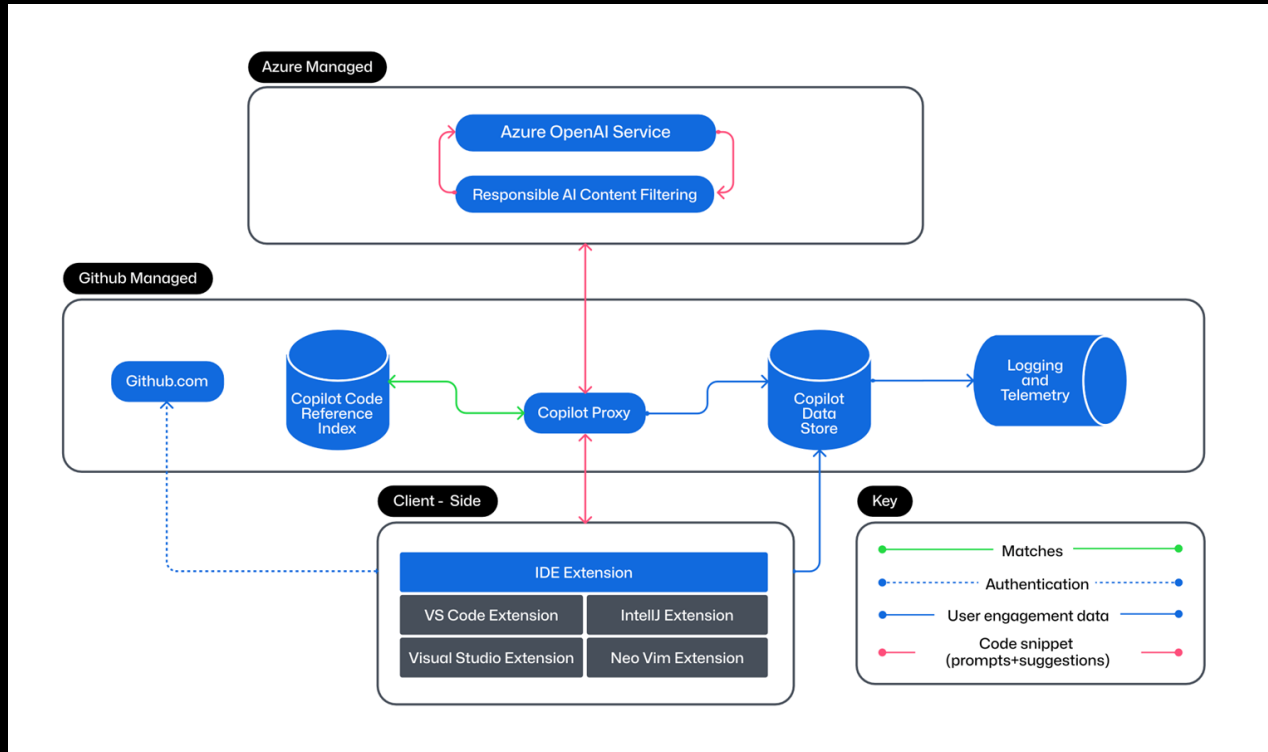 Azure Managed
Azure OpenAI Service
Responsible AI Content Filtering
Github Managed
Github.com
Copilot Code
Reference
Index
Copilot Proxy
Copilot
Data
Store
Logging
and
Telemetry
Client - Side
IDE Extension
VS Code Extension
IntellJ Extension
Visual Studio Extension
Neo Vim Extension
Key
Matches
Authentication
User engagement data
Code snippet
(prompts+suggestions)